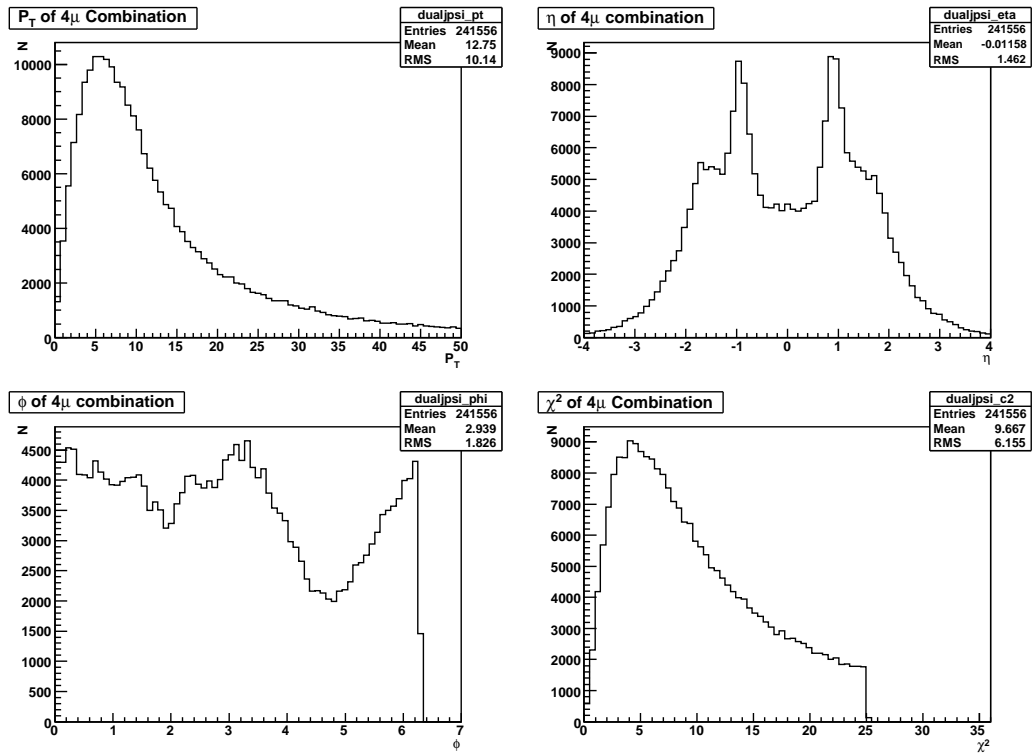 P_T of 4μ Combination
dualjpsi_pt
Entries 241556
Mean 12.75
RMS 10.14
N
10000
8000
6000
4000
2000
0
0 5 10 15 20 25 30 35 40 45 50
P_T
η of 4μ combination
dualjpsi_eta
Entries 241556
Mean -0.01158
RMS 1.462
N
9000
8000
7000
6000
5000
4000
3000
2000
1000
0
-4 -3 -2 -1 0 1 2 3 4
η
ϕ of 4μ combination
dualjpsi_phi
Entries 241556
Mean 2.939
RMS 1.826
N
4500
4000
3500
3000
2500
2000
1500
1000
500
0
0 1 2 3 4 5 6 7
ϕ
χ² of 4μ Combination
dualjpsi_c2
Entries 241556
Mean 9.667
RMS 6.155
N
9000
8000
7000
6000
5000
4000
3000
2000
1000
0
0 5 10 15 20 25 30 35
χ²